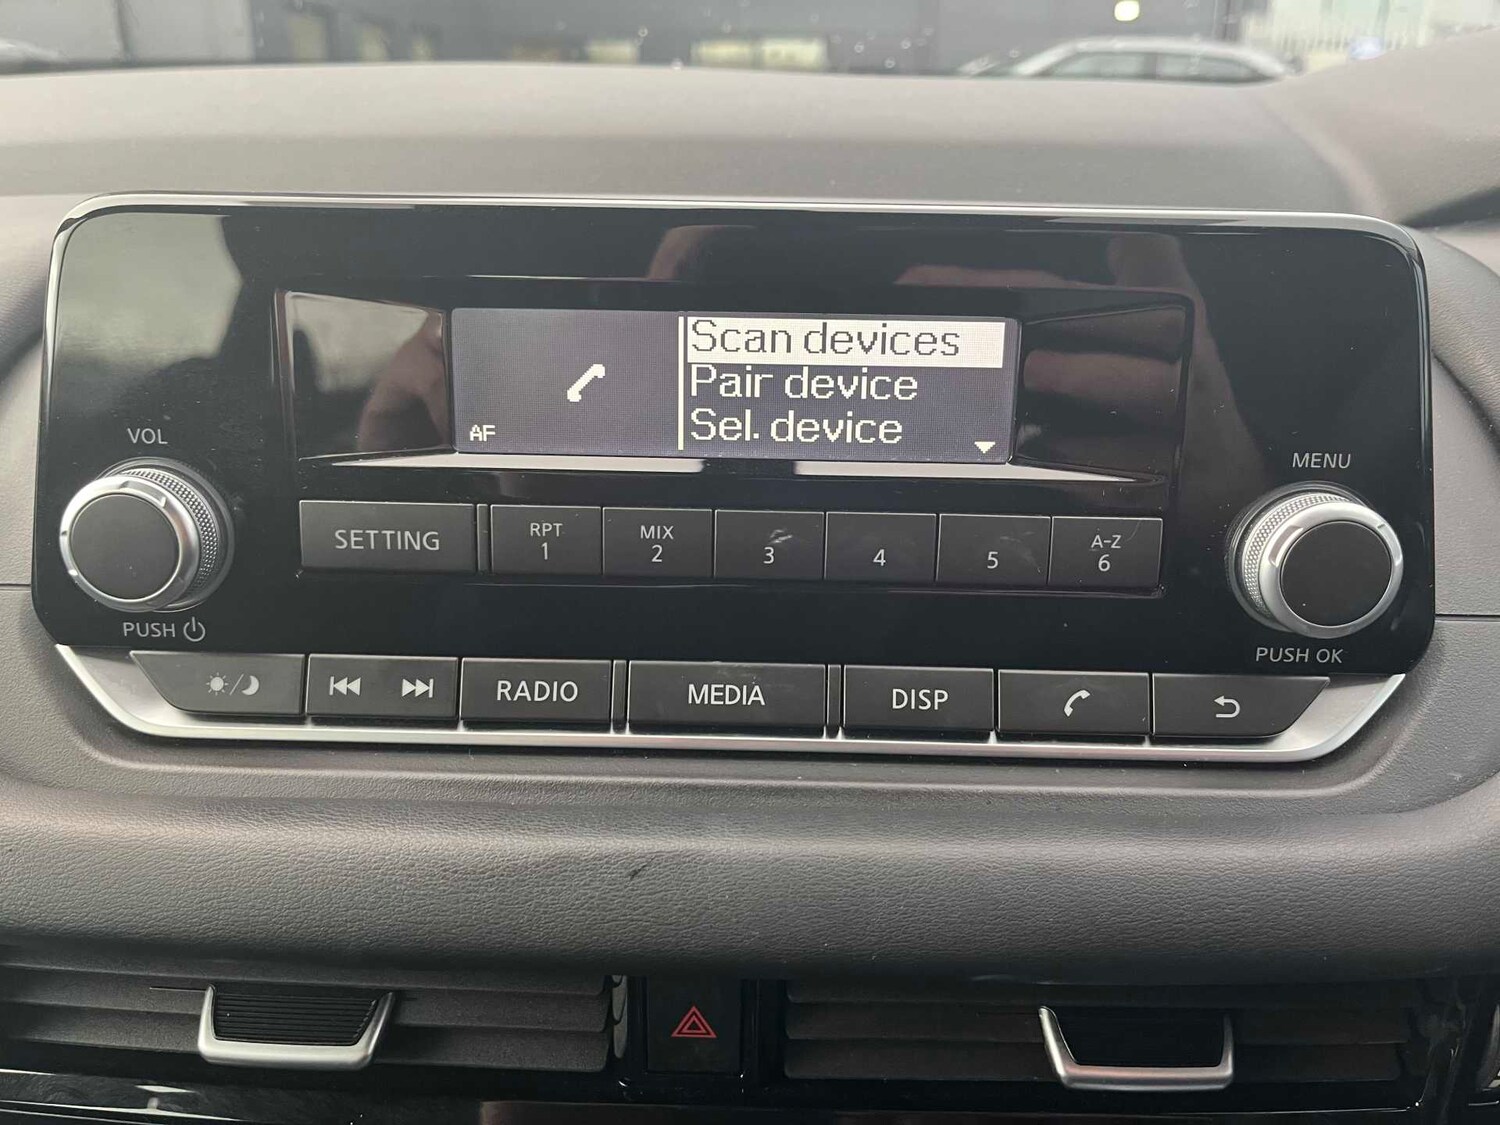 Scan devices
Pair device
Sel. device
AF
VOL
MENU
SETTING
RPT
1
MIX
2
3
4
5
A-Z
6
PUSH
PUSH OK
RADIO
MEDIA
DISP